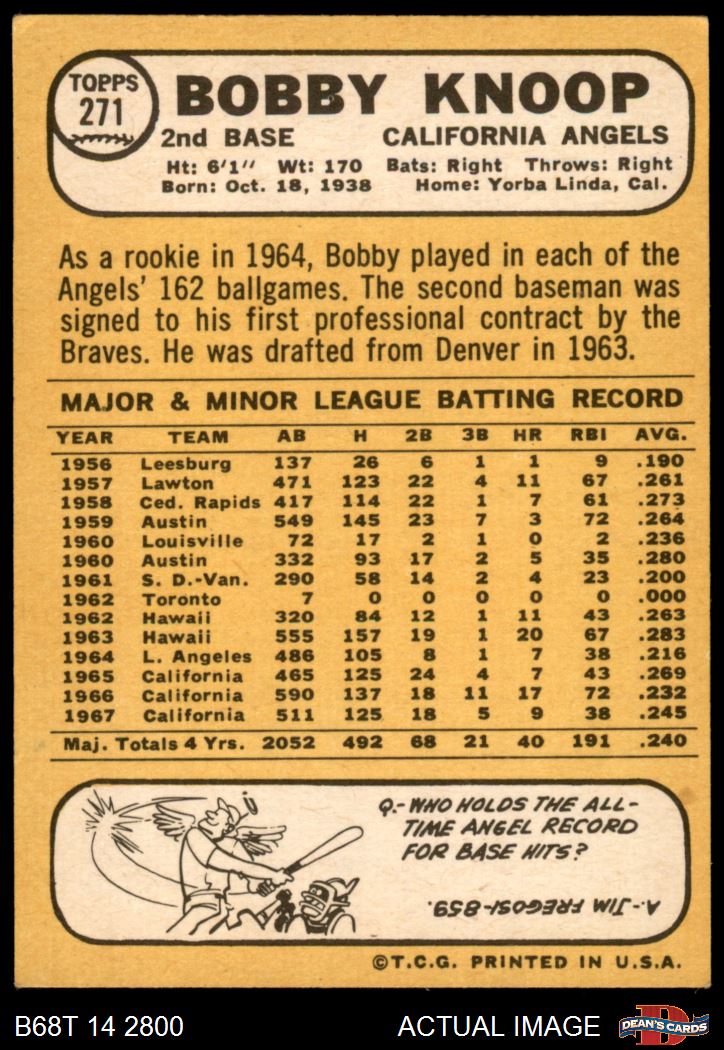 TOPPS
271
BOBBY KNOOP
2nd BASE CALIFORNIA ANGELS
Ht: 6'1" Wt: 170 Bats: Right Throws: Right
Born: Oct. 18, 1938 Home: Yorba Linda, Cal.
As a rookie in 1964, Bobby played in each of the
Angels' 162 ballgames. The second baseman was
signed to his first professional contract by the
Braves. He was drafted from Denver in 1963.
MAJOR & MINOR LEAGUE BATTING RECORD
YEAR TEAM AB H 2B 3B HR RBI AVG.
1956 Leesburg 137 26 6 1 1 9 .190
1957 Lawton 471 123 22 4 11 67 .261
1958 Ced. Rapids 417 114 22 1 7 61 .273
1959 Austin 549 145 23 7 3 72 .264
1960 Louisville 72 17 2 1 0 2 .236
1960 Austin 332 93 17 2 5 35 .280
1961 S. D.-Van. 290 58 14 2 4 23 .200
1962 Toronto 7 0 0 0 0 0 .000
1962 Hawaii 320 84 12 1 11 43 .263
1963 Hawaii 555 157 19 1 20 67 .283
1964 L. Angeles 486 105 8 1 7 38 .216
1965 California 465 125 24 4 7 43 .269
1966 California 590 137 18 11 17 72 .232
1967 California 511 125 18 5 9 38 .245
Maj. Totals 4 Yrs. 2052 492 68 21 40 191 .240
Q.- WHO HOLDS THE ALL-
TIME ANGEL RECORD
FOR BASE HITS?
A.- JIM FREGOSI-859.
©T.C.G. PRINTED IN U.S.A.
B68T 14 2800 ACTUAL IMAGE
D
DEAN'S CARDS